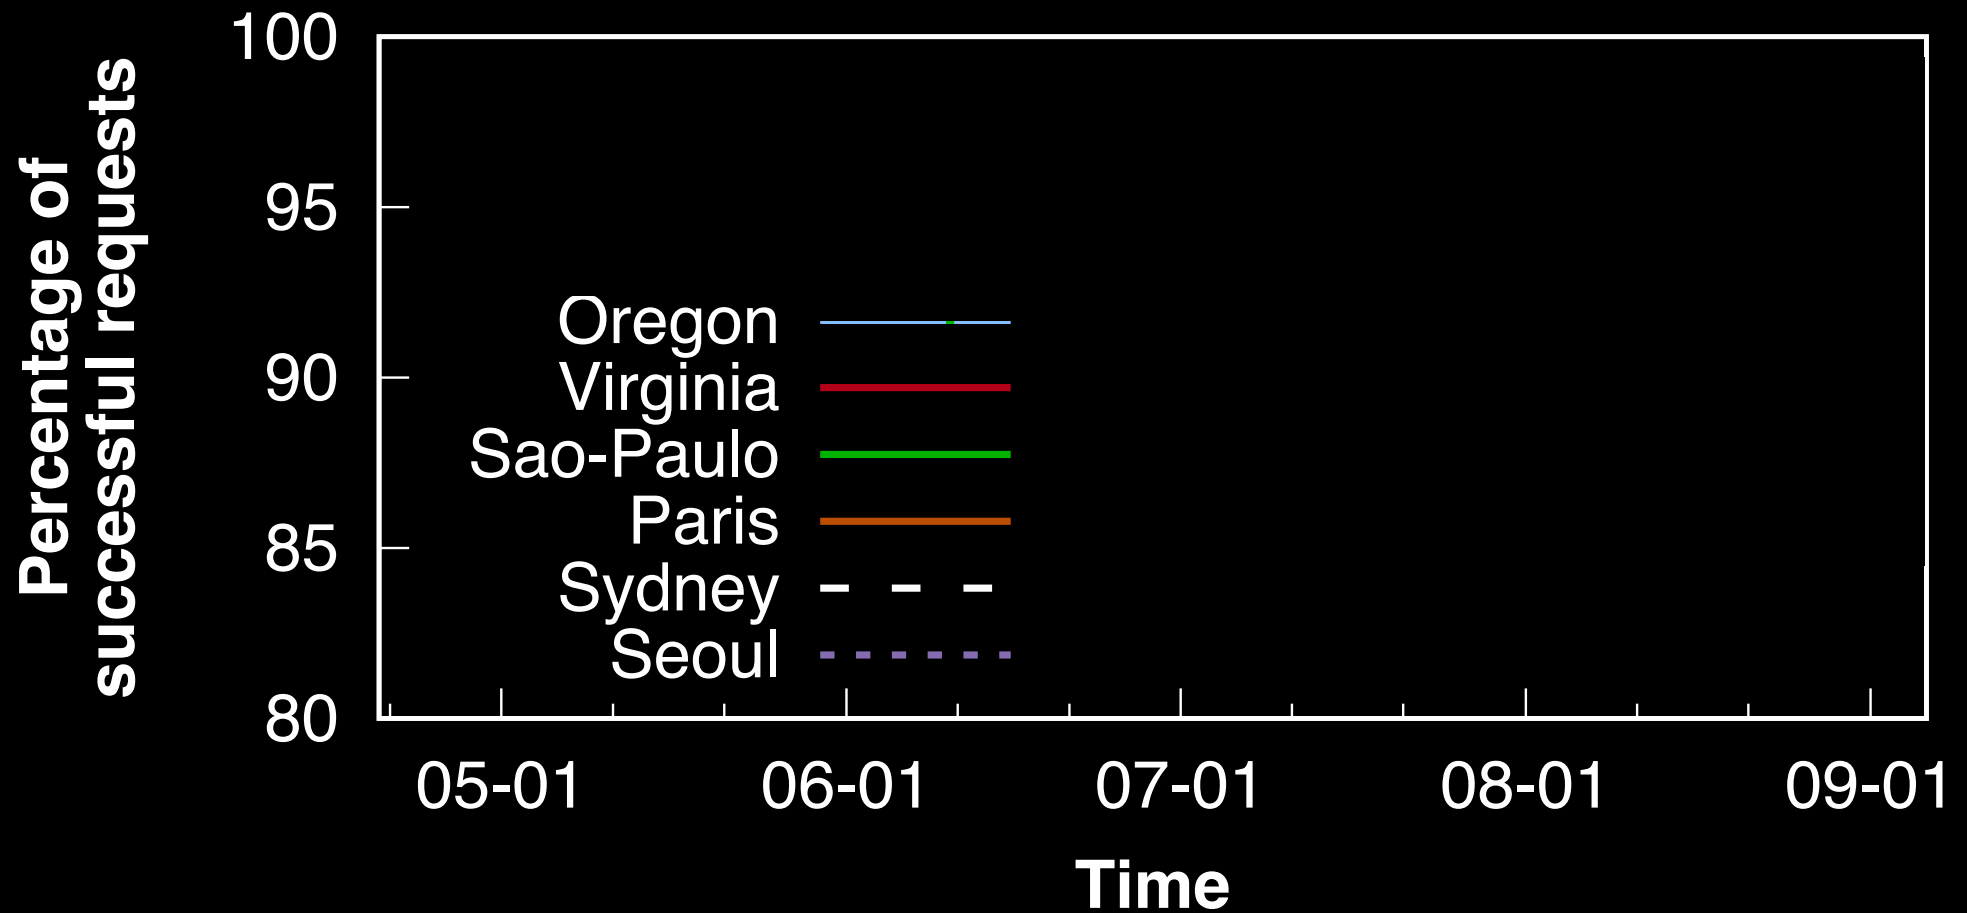 Percentage of
successful requests
100
95
90
85
80
Oregon
Virginia
Sao-Paulo
Paris
Sydney
Seoul
05-01 06-01 07-01 08-01 09-01
Time